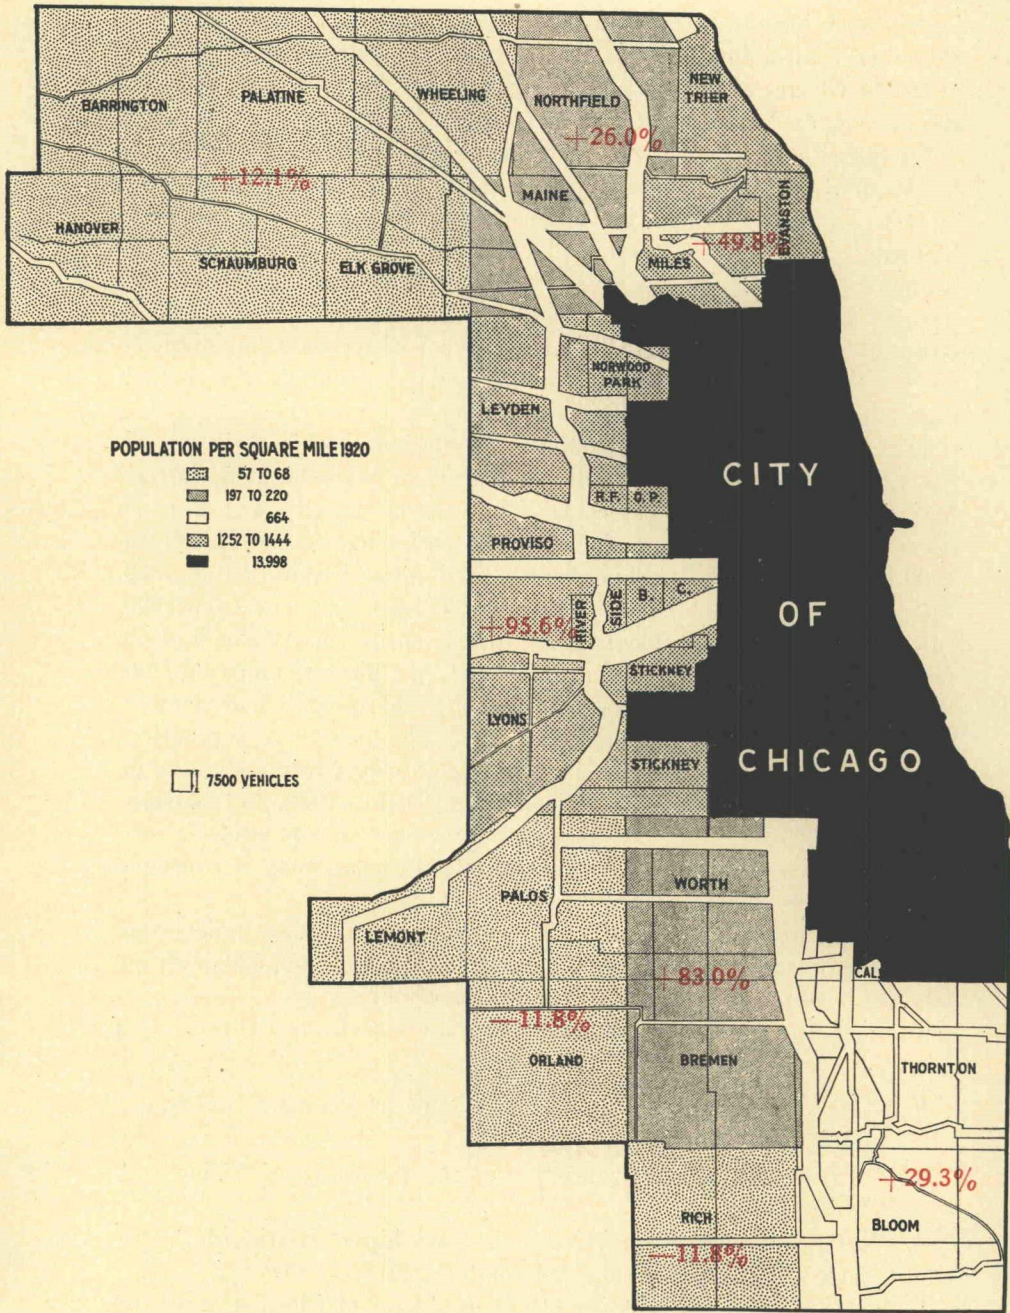 BARRINGTON
PALATINE
WHEELING
NORTHFIELD
NEW
TRIER
+26.0%
+12.1%
MAINE
EVANSTON
HANOVER
SCHAUMBURG
ELK GROVE
+49.8%
MILES
NORWOOD
PARK
LEYDEN
POPULATION PER SQUARE MILE 1920
57 TO 68
197 TO 220
664
1252 TO 1444
13,998
R.F. O.P.
PROVISO
CITY
OF
CHICAGO
RIVER
SIDE
B. C.
+95.6%
STICKNEY
LYONS
STICKNEY
7500 VEHICLES
PALOS
WORTH
LEMONT
CAL.
+83.0%
—11.8%
ORLAND
BREMEN
THORNTON
+29.3%
RICH
BLOOM
—11.8%